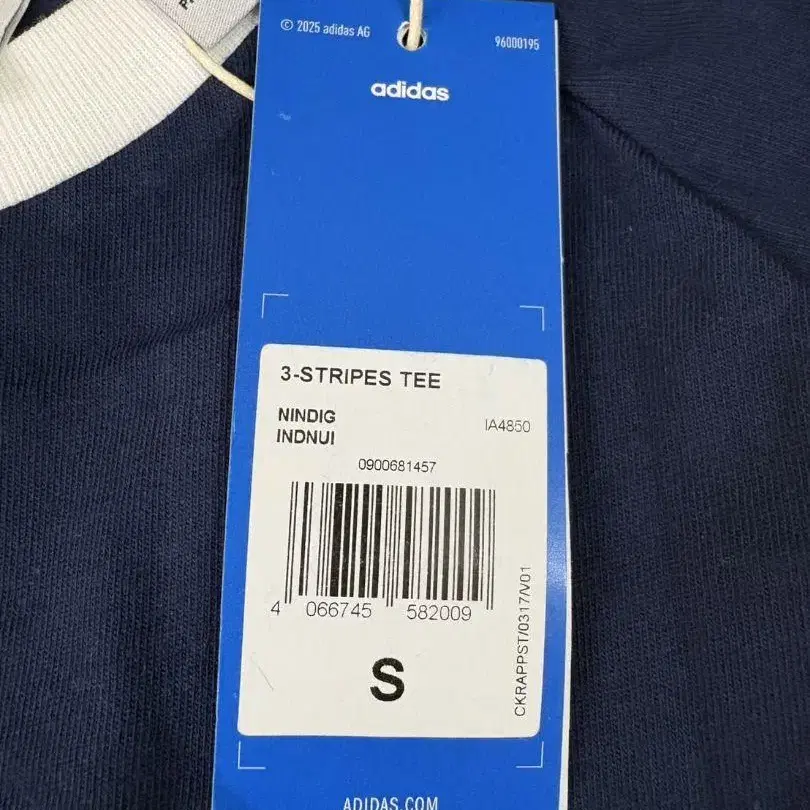 © 2025 adidas AG
96000195
adidas
3-STRIPES TEE
NINDIG
INDNUI
IA4850
0900681457
4 066745 582009
S
CKRAPPST/0317/V01
ADIDAS.COM